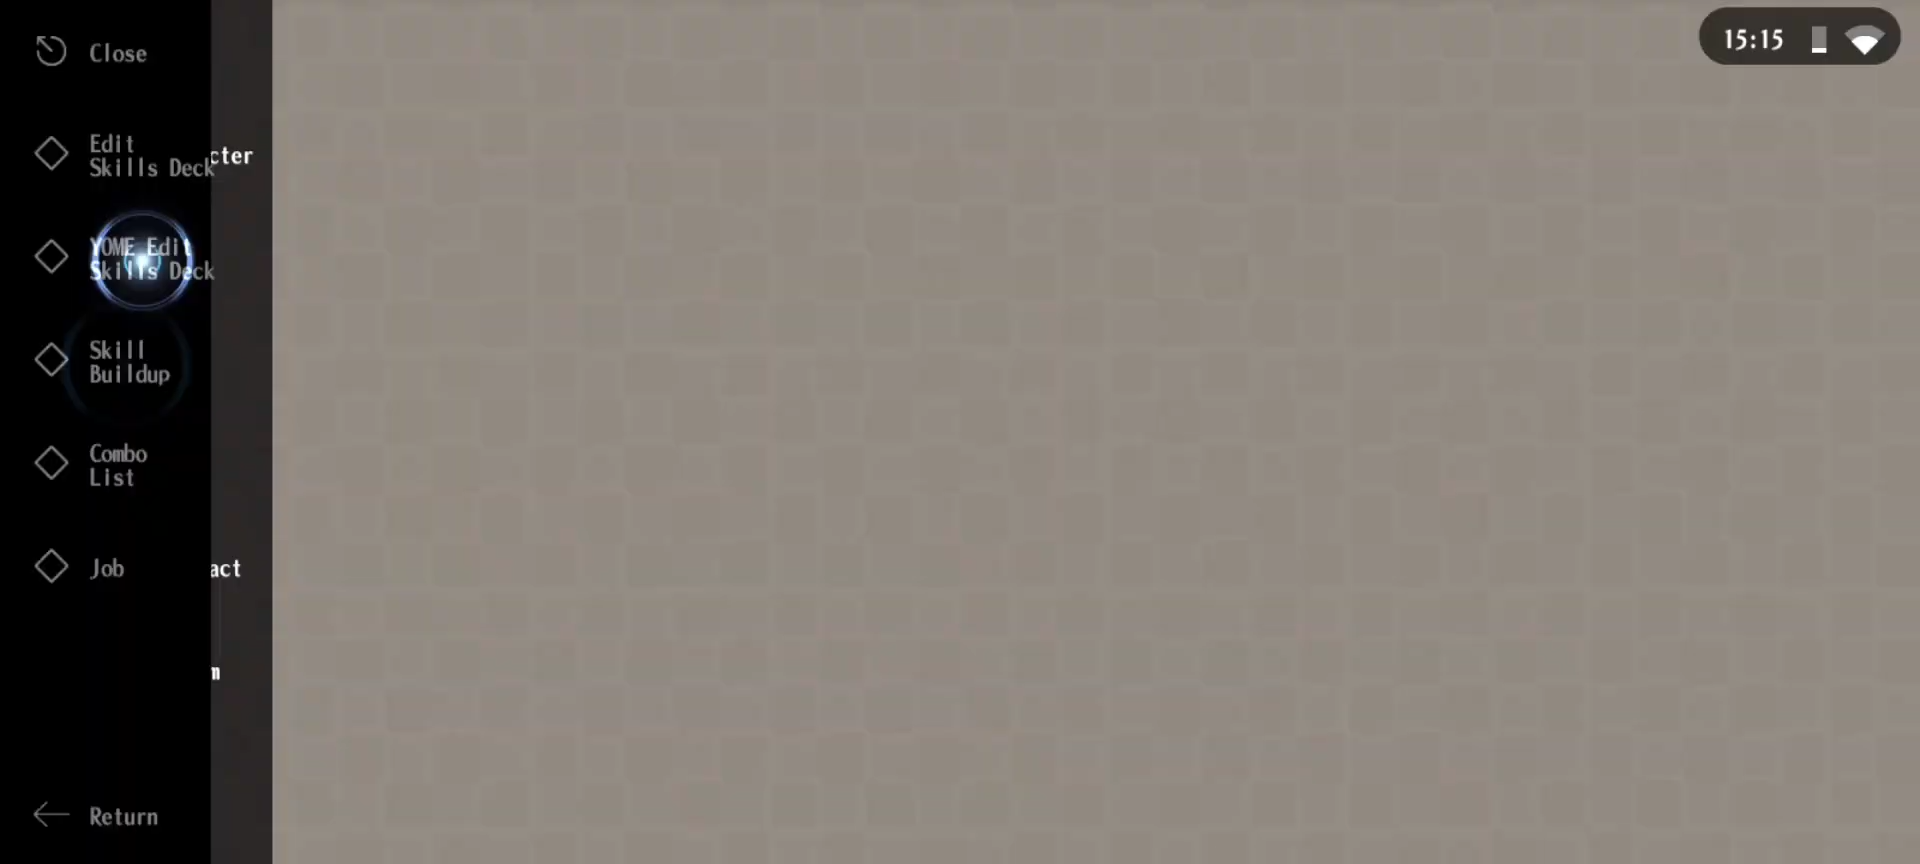 Close
15:15
Edit
Skills Deck
cter
YOME Edit
Skills Deck
Skill
Buildup
Combo
List
Job
act
m
Return